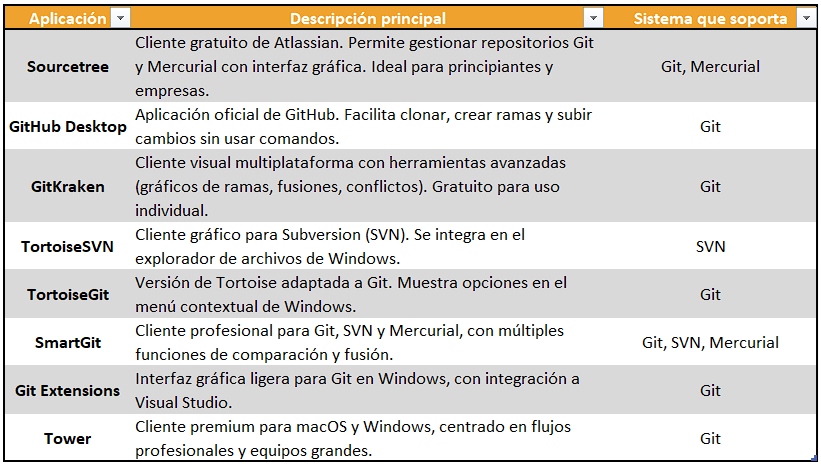 Aplicación Descripción principal Sistema que soporta
Cliente gratuito de Atlassian. Permite gestionar repositorios Git
Sourcetree y Mercurial con interfaz gráfica. Ideal para principiantes y Git, Mercurial
empresas.
GitHub Desktop Aplicación oficial de GitHub. Facilita clonar, crear ramas y subir Git
cambios sin usar comandos.
Cliente visual multiplataforma con herramientas avanzadas
GitKraken (gráficos de ramas, fusiones, conflictos). Gratuito para uso Git
individual.
TortoiseSVN Cliente gráfico para Subversion (SVN). Se integra en el SVN
explorador de archivos de Windows.
TortoiseGit Versión de Tortoise adaptada a Git. Muestra opciones en el Git
menú contextual de Windows.
SmartGit Cliente profesional para Git, SVN y Mercurial, con múltiples Git, SVN, Mercurial
funciones de comparación y fusión.
Git Extensions Interfaz gráfica ligera para Git en Windows, con integración a Git
Visual Studio.
Tower Cliente premium para macOS y Windows, centrado en flujos Git
profesionales y equipos grandes.